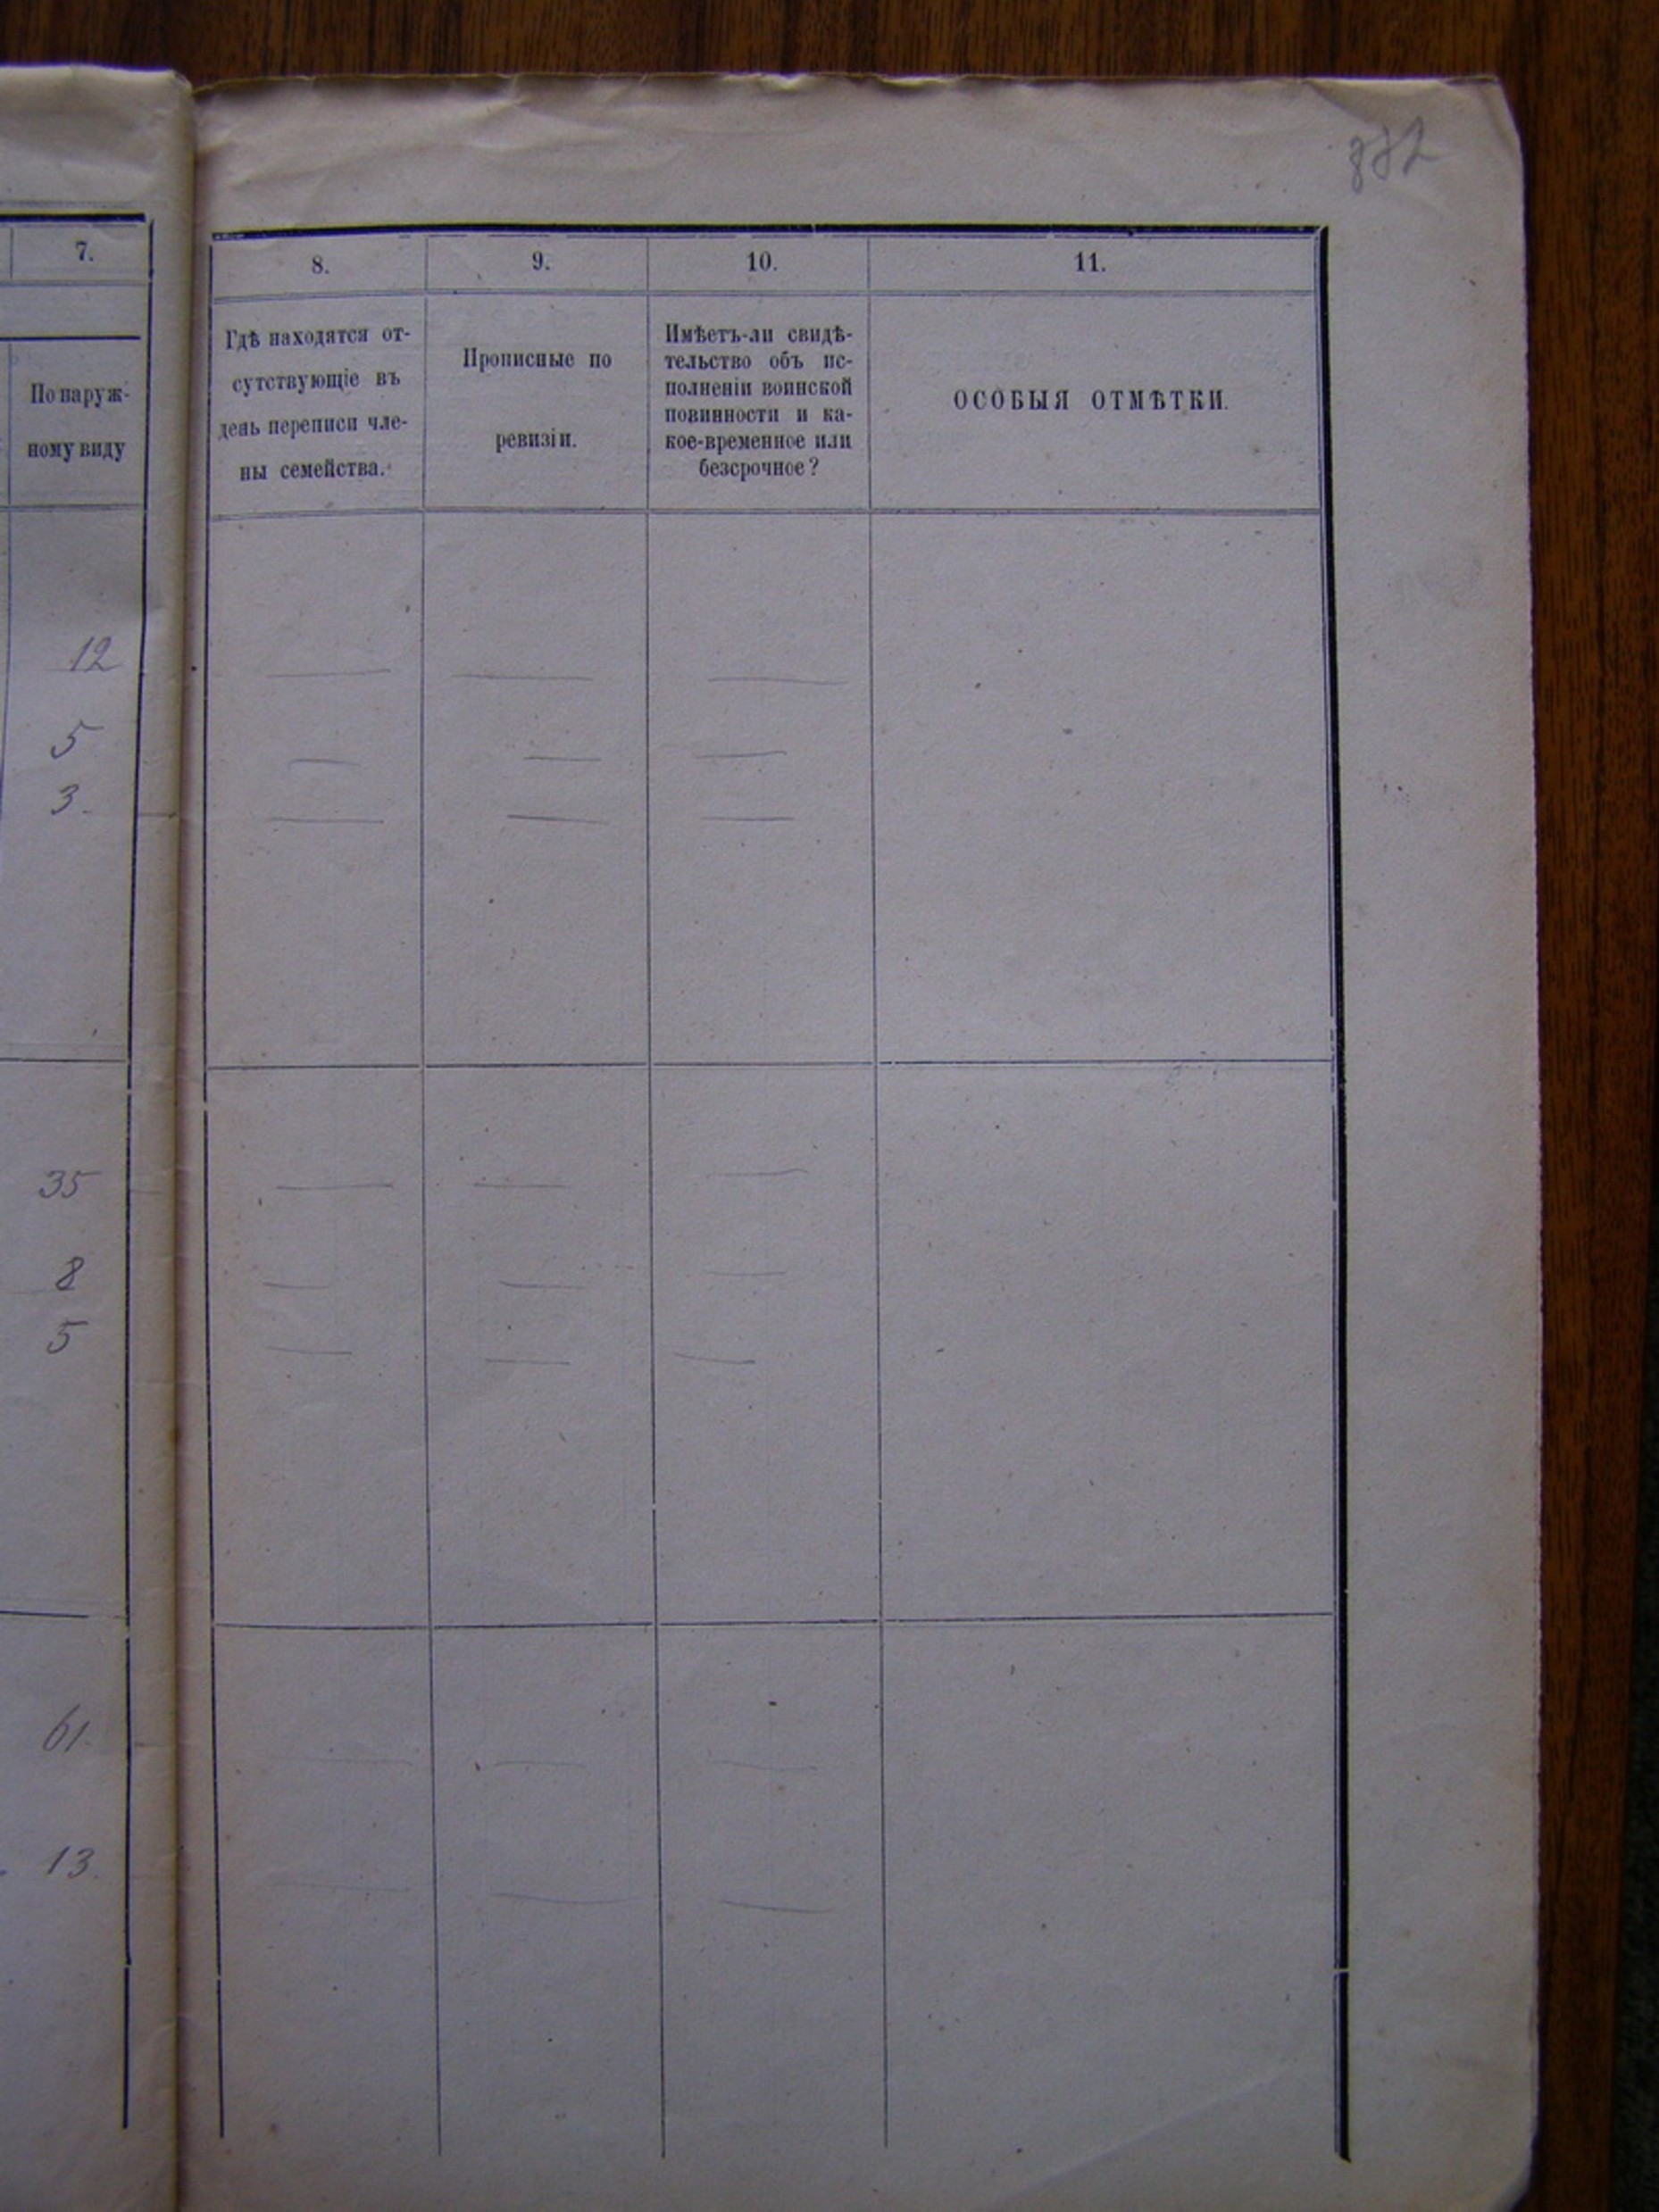 7.
По наруж-
ному виду
12
5
3.
35
8
5
61.
13.
8.
Гдѣ находятся от-
сутствующіе въ
день переписи чле-
ны семейства.
9.
Прописные по
ревизіи.
10.
Имѣетъ-ли свидѣ-
тельство объ ис-
полненіи воинской
повинности и ка-
кое-временное или
безсрочное?
11.
ОСОБЫЯ ОТМѢТКИ.